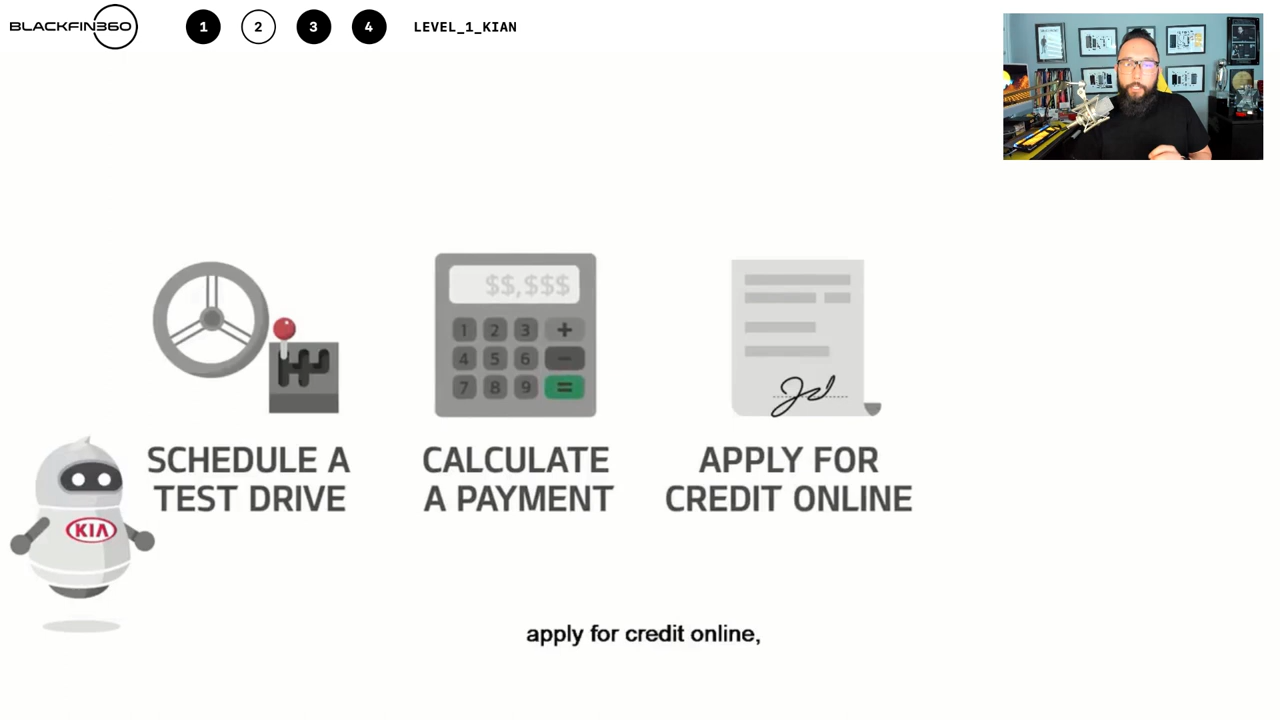 BLACKFIN360
1 2 3 4 LEVEL_1_KIAN
$$,$$$
1 2 3 +
4 5 6 −
7 8 9 =
SCHEDULE A
TEST DRIVE
CALCULATE
A PAYMENT
APPLY FOR
CREDIT ONLINE
KIA
apply for credit online,